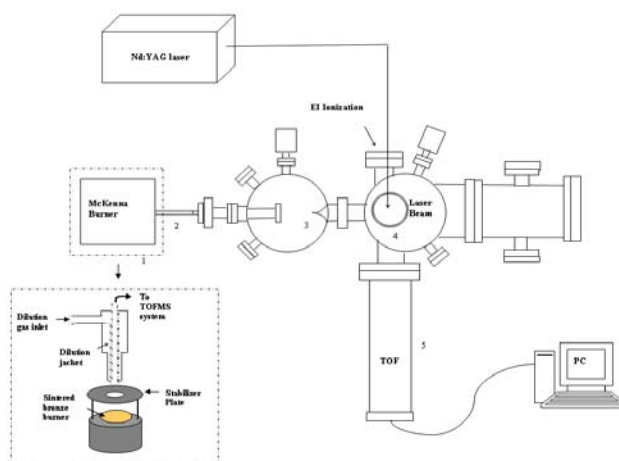 Nd:YAG laser
EI Ionization
McKenna
Burner
Laser
Beam
1
2
3
4
5
To
TOFMS
system
Dilution
gas inlet
Dilution
jacket
Stabilizer
Plate
Sintered
bronze
burner
TOF
PC